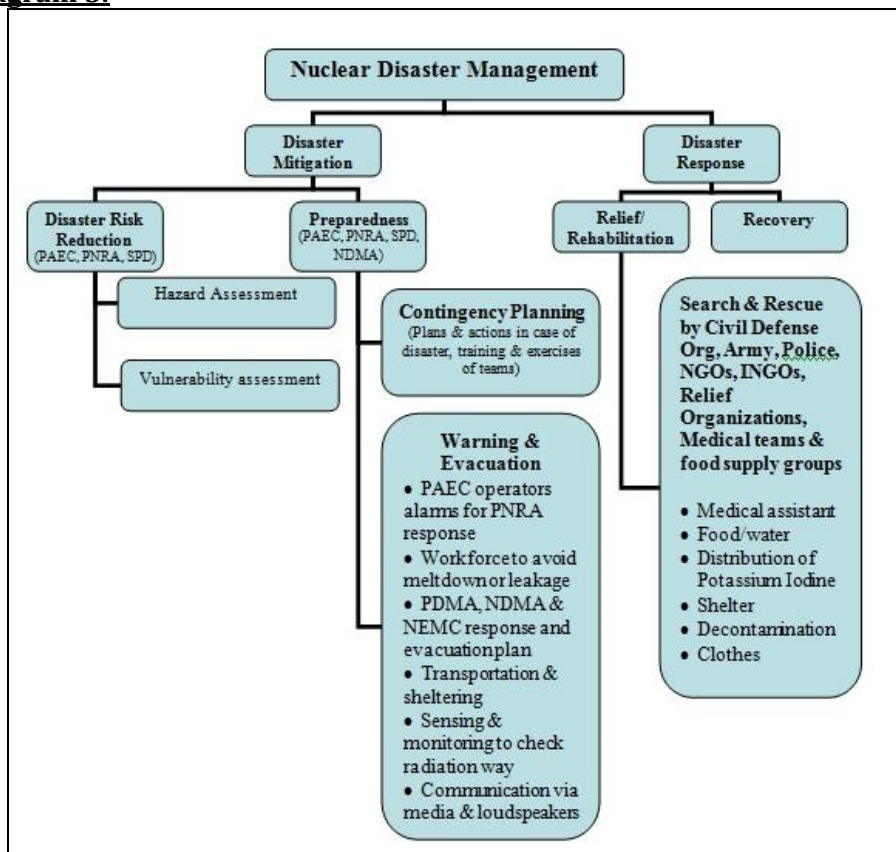 Nuclear Disaster Management
Disaster
Mitigation
Disaster
Response
Disaster Risk
Reduction
(PAEC, PNRA, SPD)
Preparedness
(PAEC, PNRA, SPD,
NDMA)
Relief/
Rehabilitation
Recovery
Hazard Assessment
Vulnerability assessment
Contingency Planning
(Plans & actions in case of
disaster, training & exercises
of teams)
Warning &
Evacuation
• PAEC operators
alarms for PNRA
response
• Workforce to avoid
meltdown or leakage
• PDMA, NDMA &
NEMC response and
evacuation plan
• Transportation &
sheltering
• Sensing &
monitoring to check
radiation way
• Communication via
media & loudspeakers
Search & Rescue
by Civil Defense
Org, Army, Police,
NGOs, INGOs,
Relief
Organizations,
Medical teams &
food supply groups
• Medical assistant
• Food/water
• Distribution of
Potassium Iodine
• Shelter
• Decontamination
• Clothes